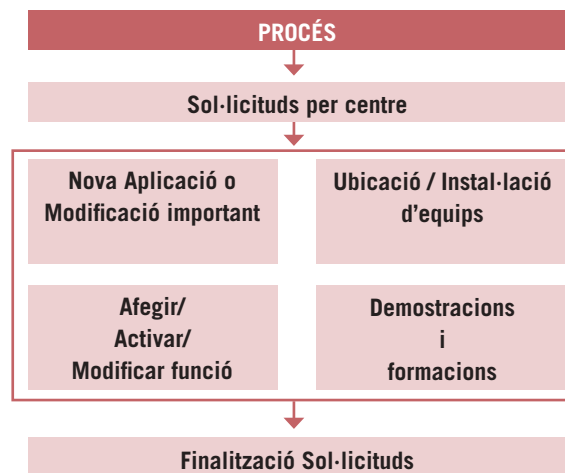 PROCÉS
Sol·licituds per centre
Nova Aplicació o
Modificació important
Ubicació / Instal·lació
d'equips
Afegir/
Activar/
Modificar funció
Demostracions
i
formacions
Finalització Sol·licituds